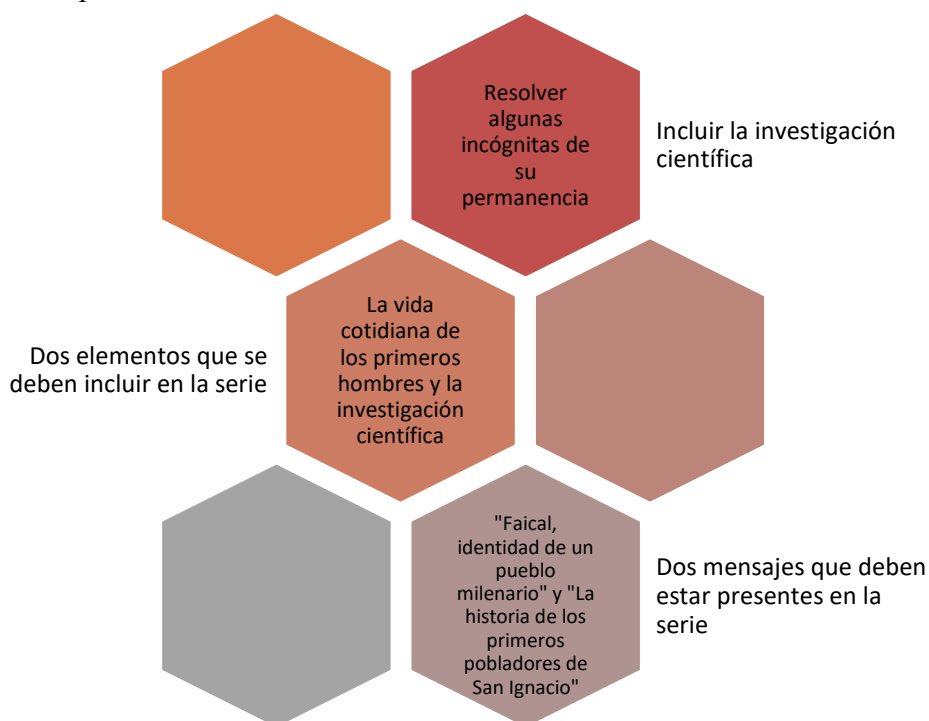 Resolver
algunas
incógnitas de
su
permanencia
Incluir la investigación
científica
Dos elementos que se
deben incluir en la serie
La vida
cotidiana de
los primeros
hombres y la
investigación
científica
"Faical,
identidad de un
pueblo
milenario" y "La
historia de los
primeros
pobladores de
San Ignacio"
Dos mensajes que deben
estar presentes en la
serie